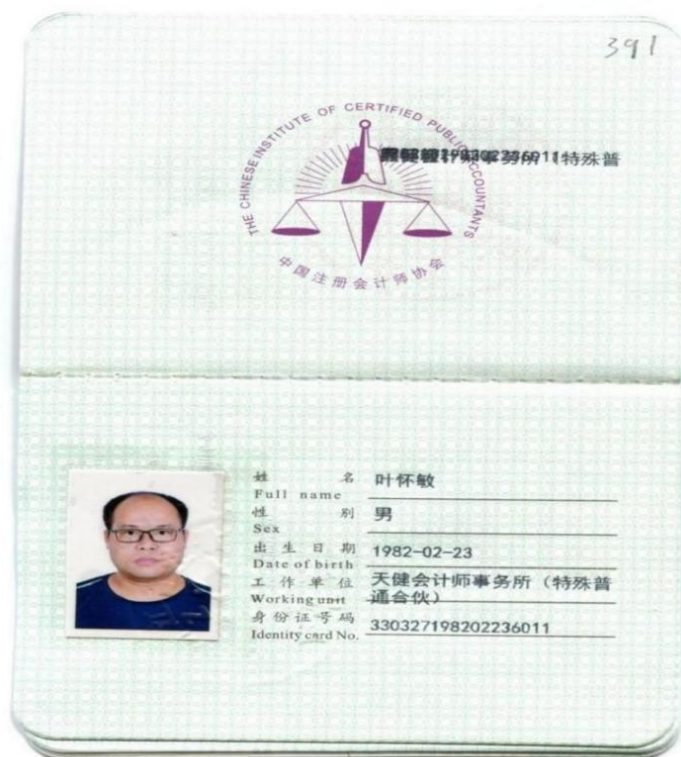 391
THE CHINESE INSTITUTE OF CERTIFIED PUBLIC ACCOUNTANTS
中国注册会计师协会
姓 名 叶怀敏
Full name
性 别 男
Sex
出生日期 1982-02-23
Date of birth
工作单位 天健会计师事务所（特殊普
Working unit 通合伙）
身份证号码 330327198202236011
Identity card No.